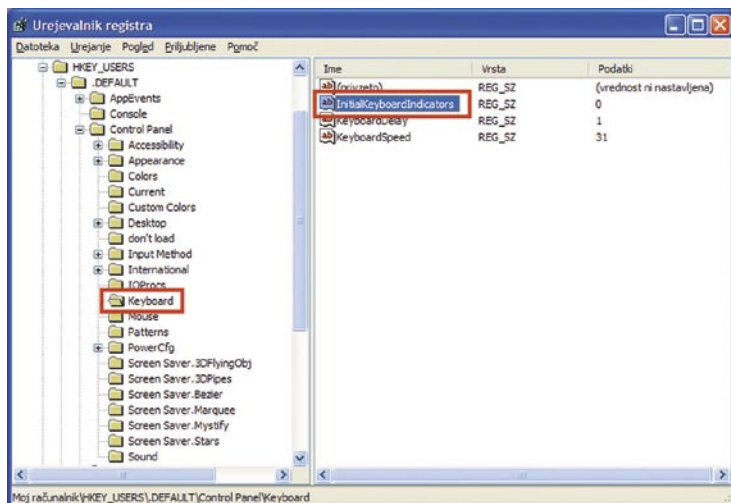 Urejevalnik registra
Datoteka Urejanje Pogled Priljubljene Pomoč
HKEY_USERS
.DEFAULT
AppEvents
Console
Control Panel
Accessibility
Appearance
Colors
Current
Custom Colors
Desktop
don't load
Input Method
International
IOProcs
Keyboard
Mouse
Patterns
PowerCfg
Screen Saver.3DFlyingObj
Screen Saver.3DPipes
Screen Saver.Bezier
Screen Saver.Marquee
Screen Saver.Mystify
Screen Saver.Stars
Sound
Ime Vrsta Podatki
(privzeto) REG_SZ (vrednost ni nastavljena)
InitialKeyboardIndicators REG_SZ 0
KeyboardDelay REG_SZ 1
KeyboardSpeed REG_SZ 31
Moj računalnik\HKEY_USERS\.DEFAULT\Control Panel\Keyboard